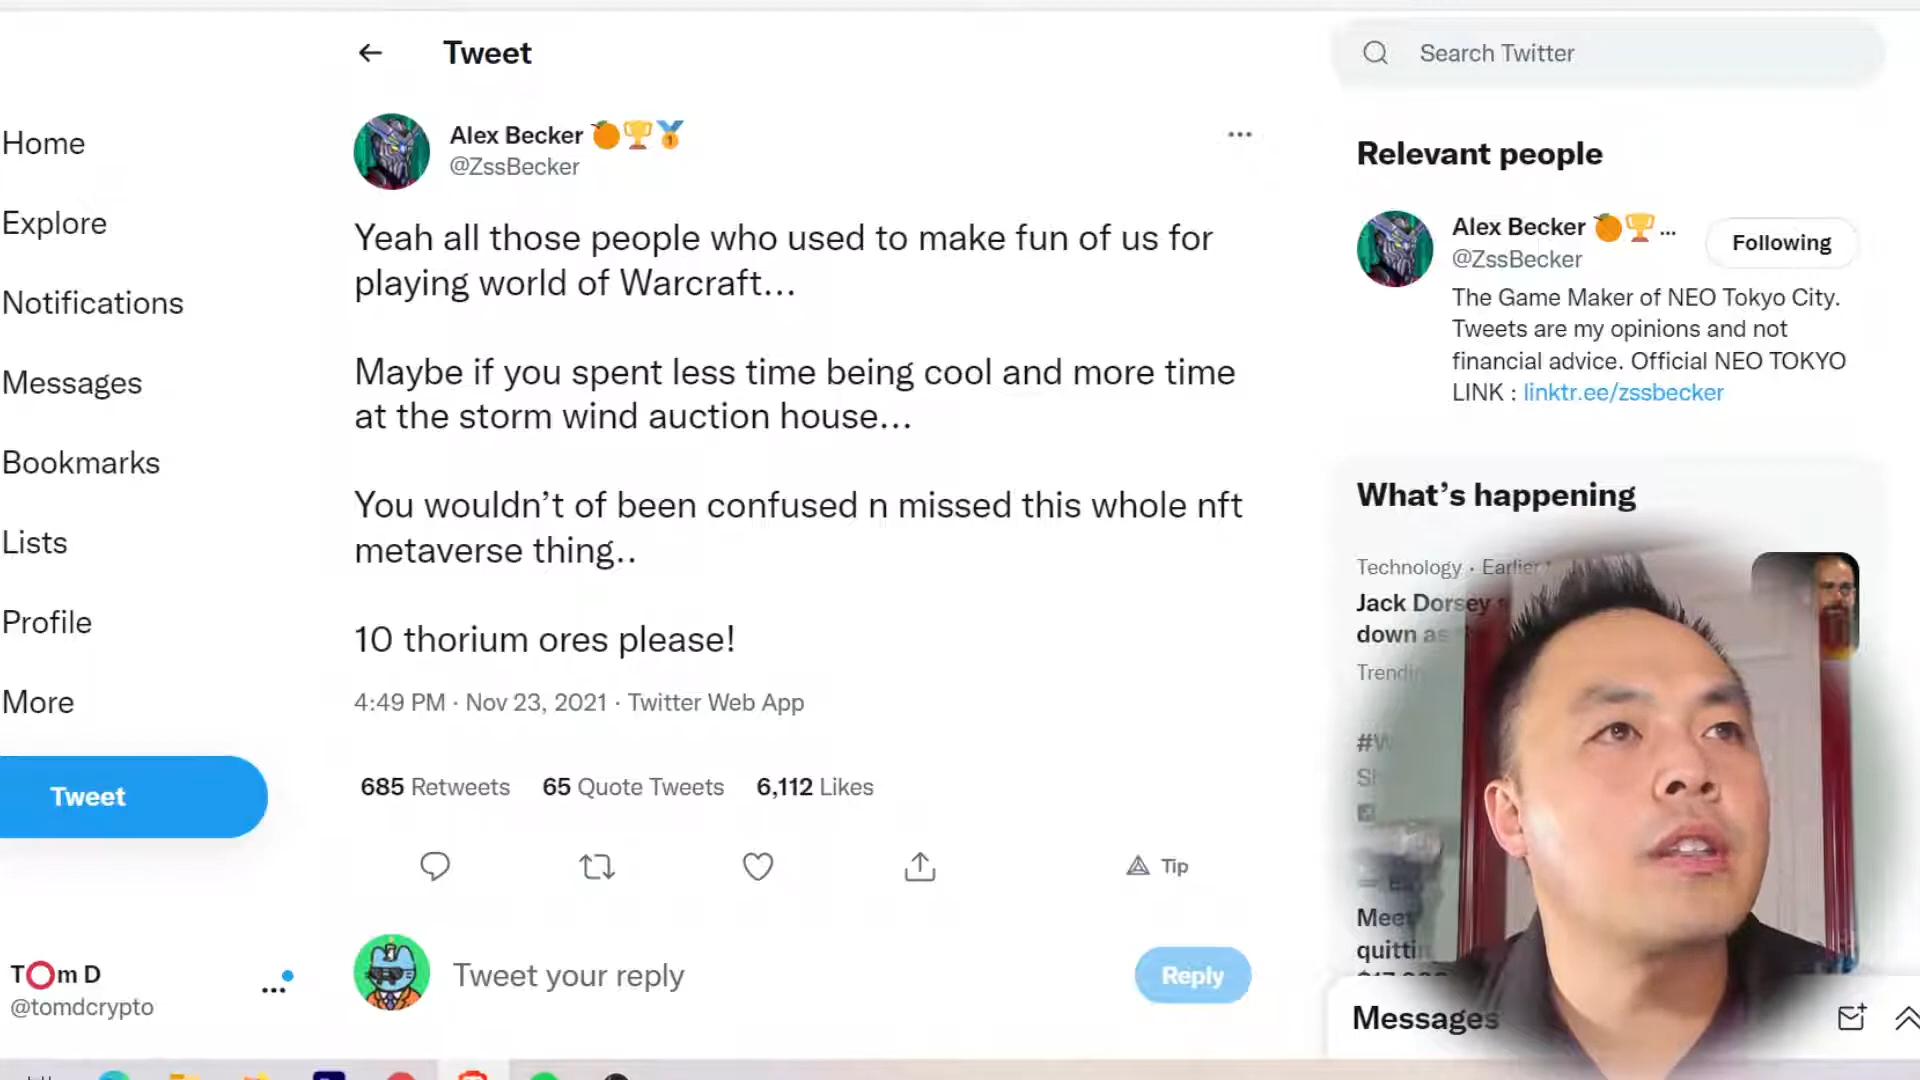 Tweet
Search Twitter
Home
Explore
Notifications
Messages
Bookmarks
Lists
Profile
More
Tweet
TOm D
@tomdcrypto
Alex Becker 🍊🏆🥇
@ZssBecker
Yeah all those people who used to make fun of us for
playing world of Warcraft...
Maybe if you spent less time being cool and more time
at the storm wind auction house...
You wouldn't of been confused n missed this whole nft
metaverse thing..
10 thorium ores please!
4:49 PM · Nov 23, 2021 · Twitter Web App
685 Retweets 65 Quote Tweets 6,112 Likes
Tip
Tweet your reply
Reply
Relevant people
Alex Becker 🍊🏆...
@ZssBecker
Following
The Game Maker of NEO Tokyo City.
Tweets are my opinions and not
financial advice. Official NEO TOKYO
LINK : linktr.ee/zssbecker
What's happening
Technology · Earlier
Jack Dorsey
down as
Messages